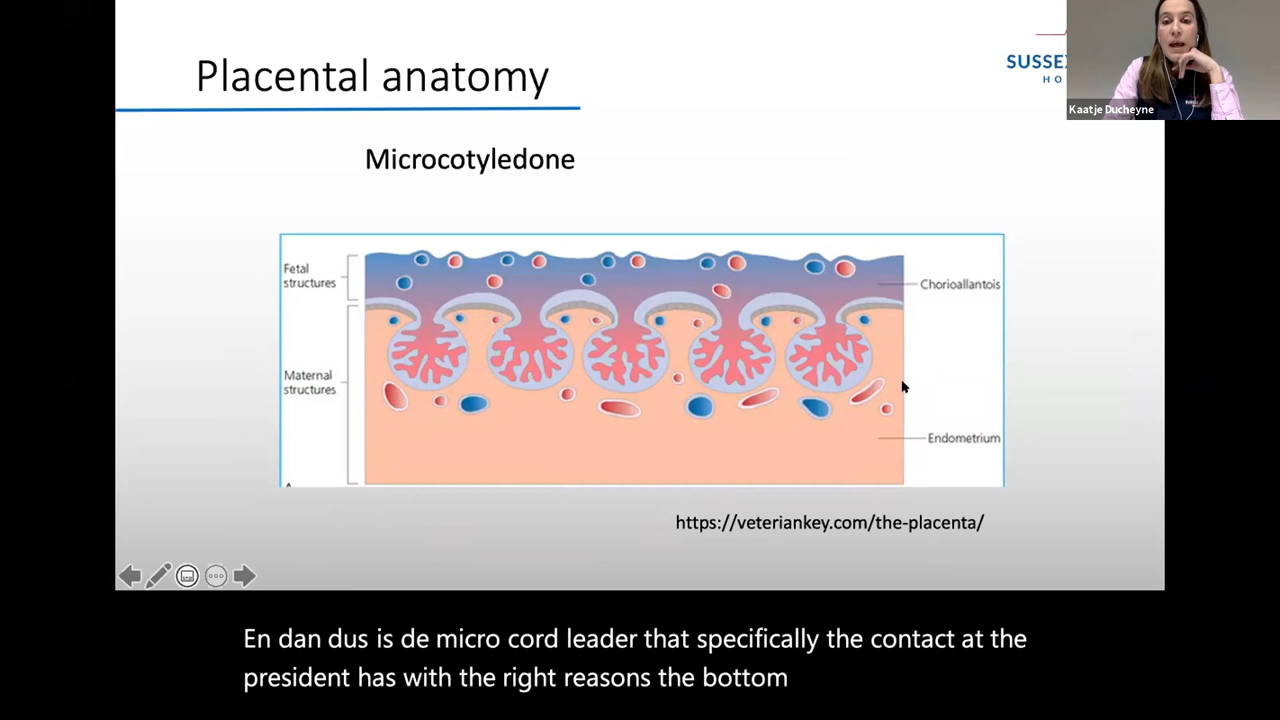 Placental anatomy
SUSSEX
HO
Kaatje Ducheyne
Microcotyledone
Fetal
structures
Chorioallantois
Maternal
structures
Endometrium
https://veteriankey.com/the-placenta/
En dan dus is de micro cord leader that specifically the contact at the
president has with the right reasons the bottom